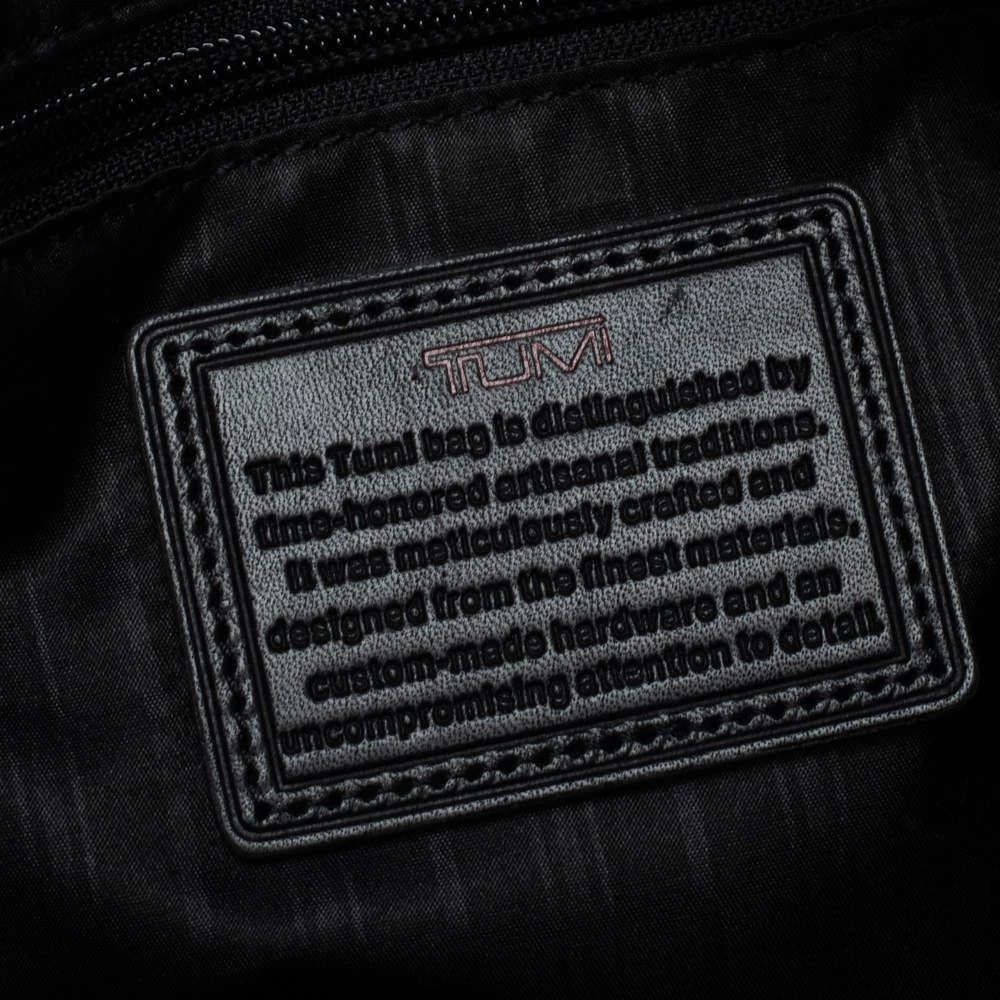 TUMI
This Tumi bag is distinguished by
time-honored artisanal traditions.
It was meticulously crafted and
designed from the finest materials,
custom-made hardware and an
uncompromising attention to detail.